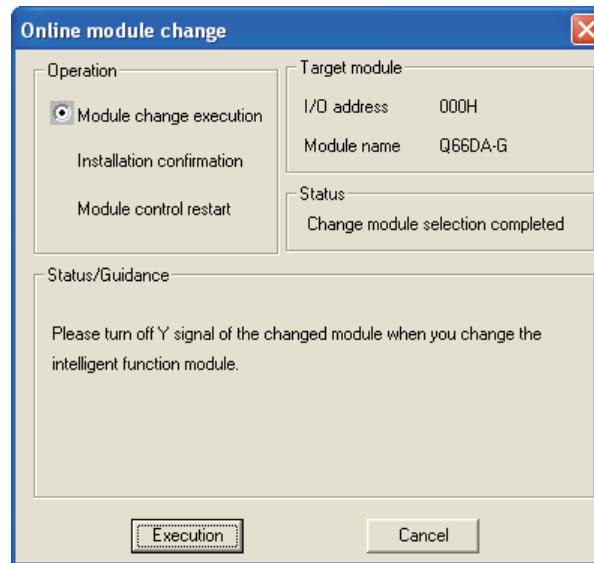 Online module change
Operation
Module change execution
Installation confirmation
Module control restart
Target module
I/O address 000H
Module name Q66DA-G
Status
Change module selection completed
Status/Guidance
Please turn off Y signal of the changed module when you change the
intelligent function module.
Execution
Cancel